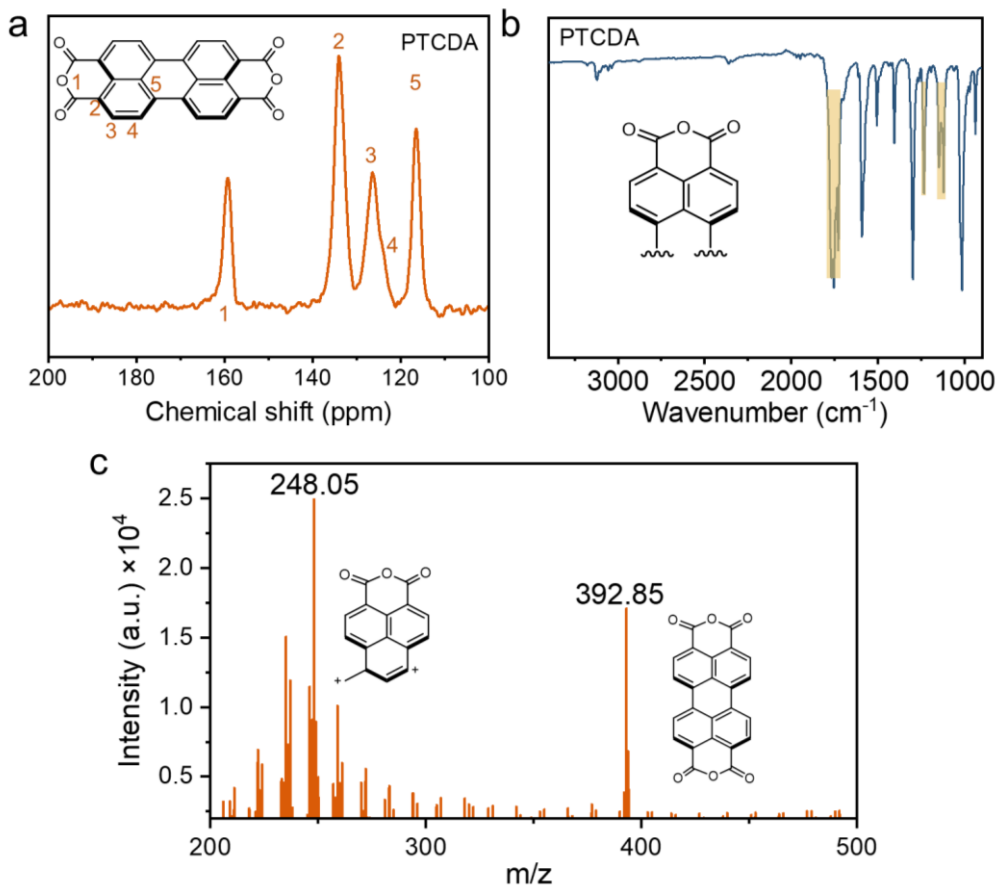 a
PTCDA
2
5
3
4
1
O
O
O
O
O
O
1
2
3
4
5
200
180
160
140
120
100
Chemical shift (ppm)
b
PTCDA
O
O
O
3000
2500
2000
1500
1000
Wavenumber (cm⁻¹)
c
248.05
392.85
O
O
O
+
+
O
O
O
O
O
O
2.5
2.0
1.5
1.0
0.5
Intensity (a.u.) ×10⁴
200
300
400
500
m/z